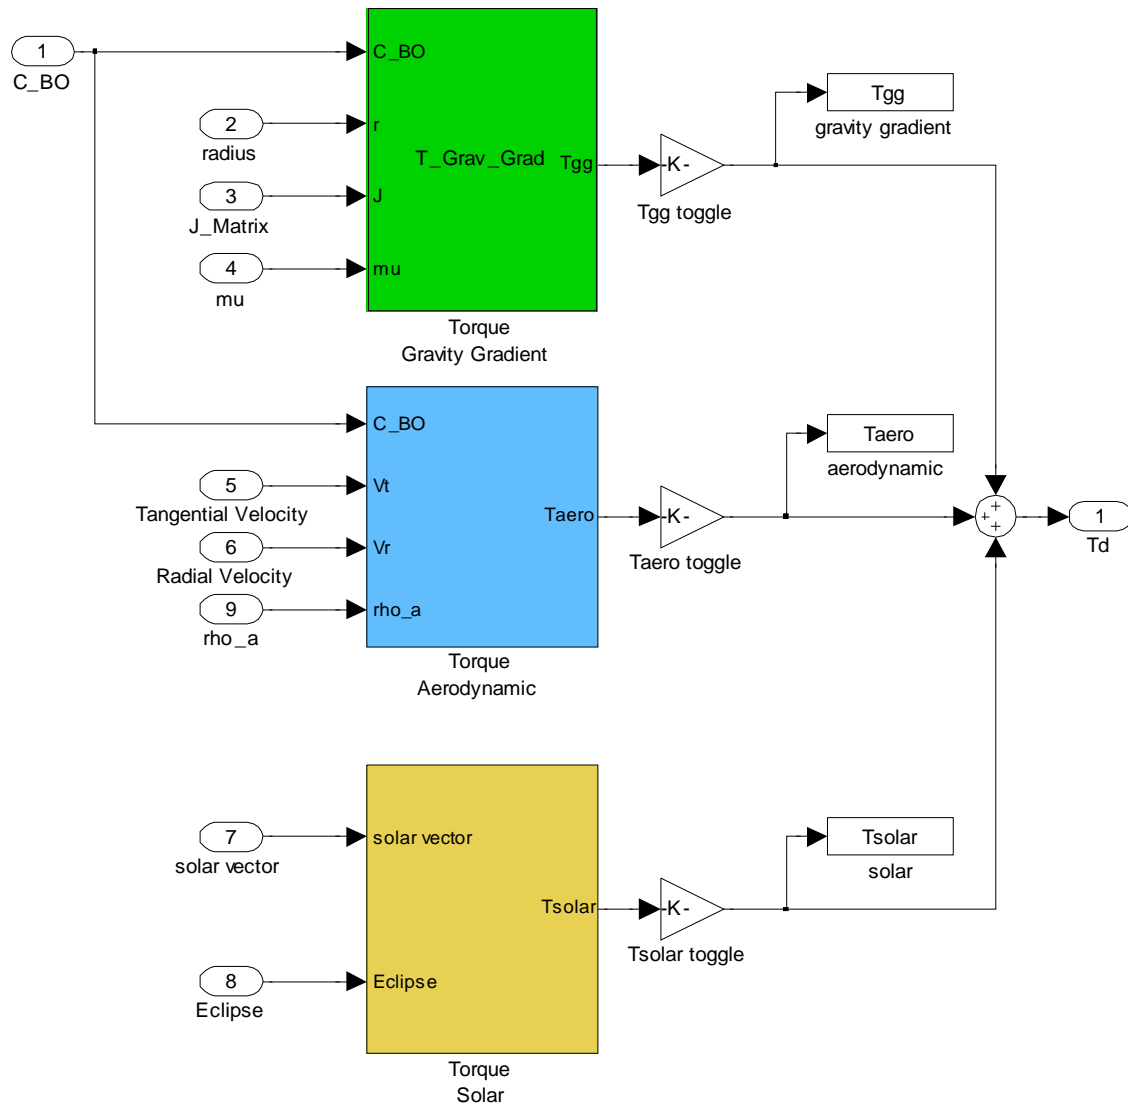 1
C_BO
2
radius
3
J_Matrix
4
mu
C_BO
r
J
mu
T_Grav_Grad
Tgg
Torque
Gravity Gradient
-K-
Tgg toggle
Tgg
gravity gradient
5
Tangential Velocity
6
Radial Velocity
9
rho_a
C_BO
Vt
Vr
rho_a
Taero
Torque
Aerodynamic
-K-
Taero toggle
Taero
aerodynamic
+
+
+
1
Td
7
solar vector
8
Eclipse
solar vector
Eclipse
Tsolar
Torque
Solar
-K-
Tsolar toggle
Tsolar
solar